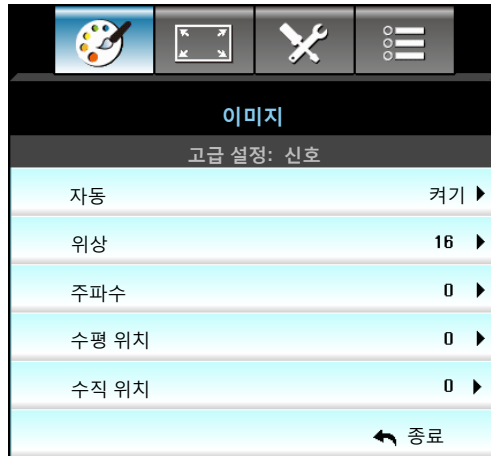 이미지
고급 설정: 신호
자동 켜기
위상 16
주파수 0
수평 위치 0
수직 위치 0
종료